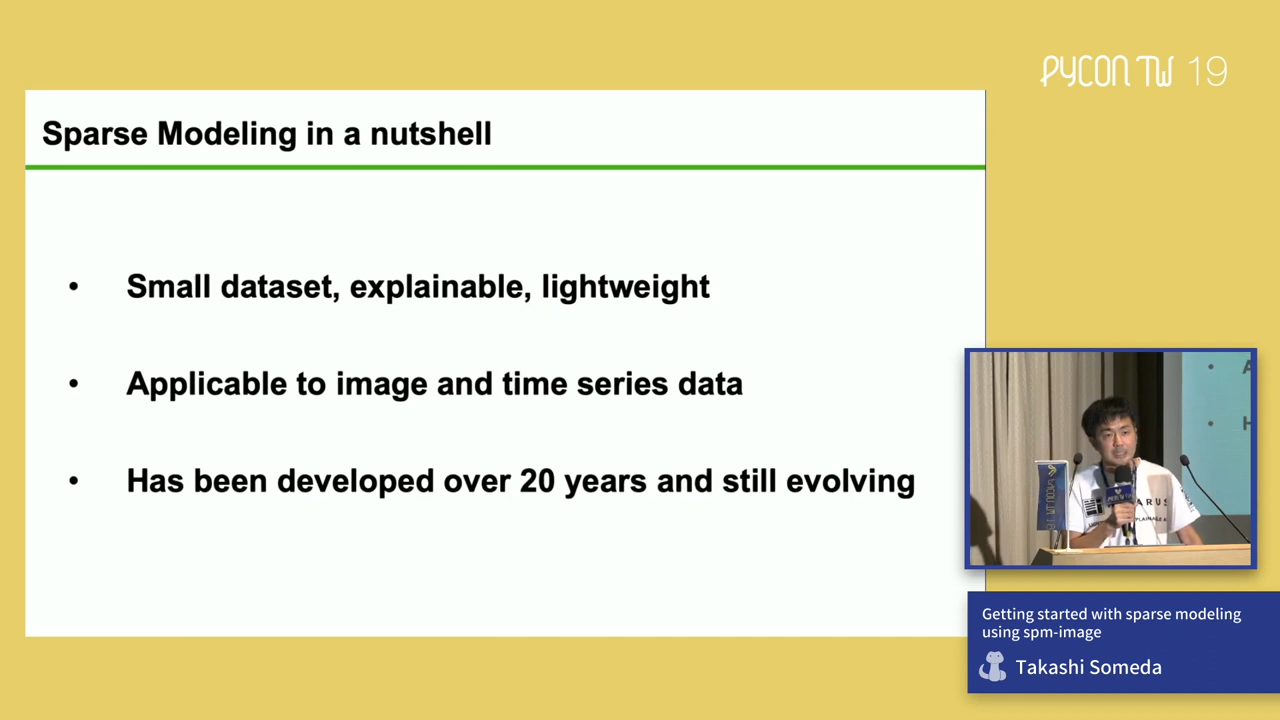 PYCON TW 19
Sparse Modeling in a nutshell
• Small dataset, explainable, lightweight
• Applicable to image and time series data
• Has been developed over 20 years and still evolving
Getting started with sparse modeling
using spm-image
Takashi Someda